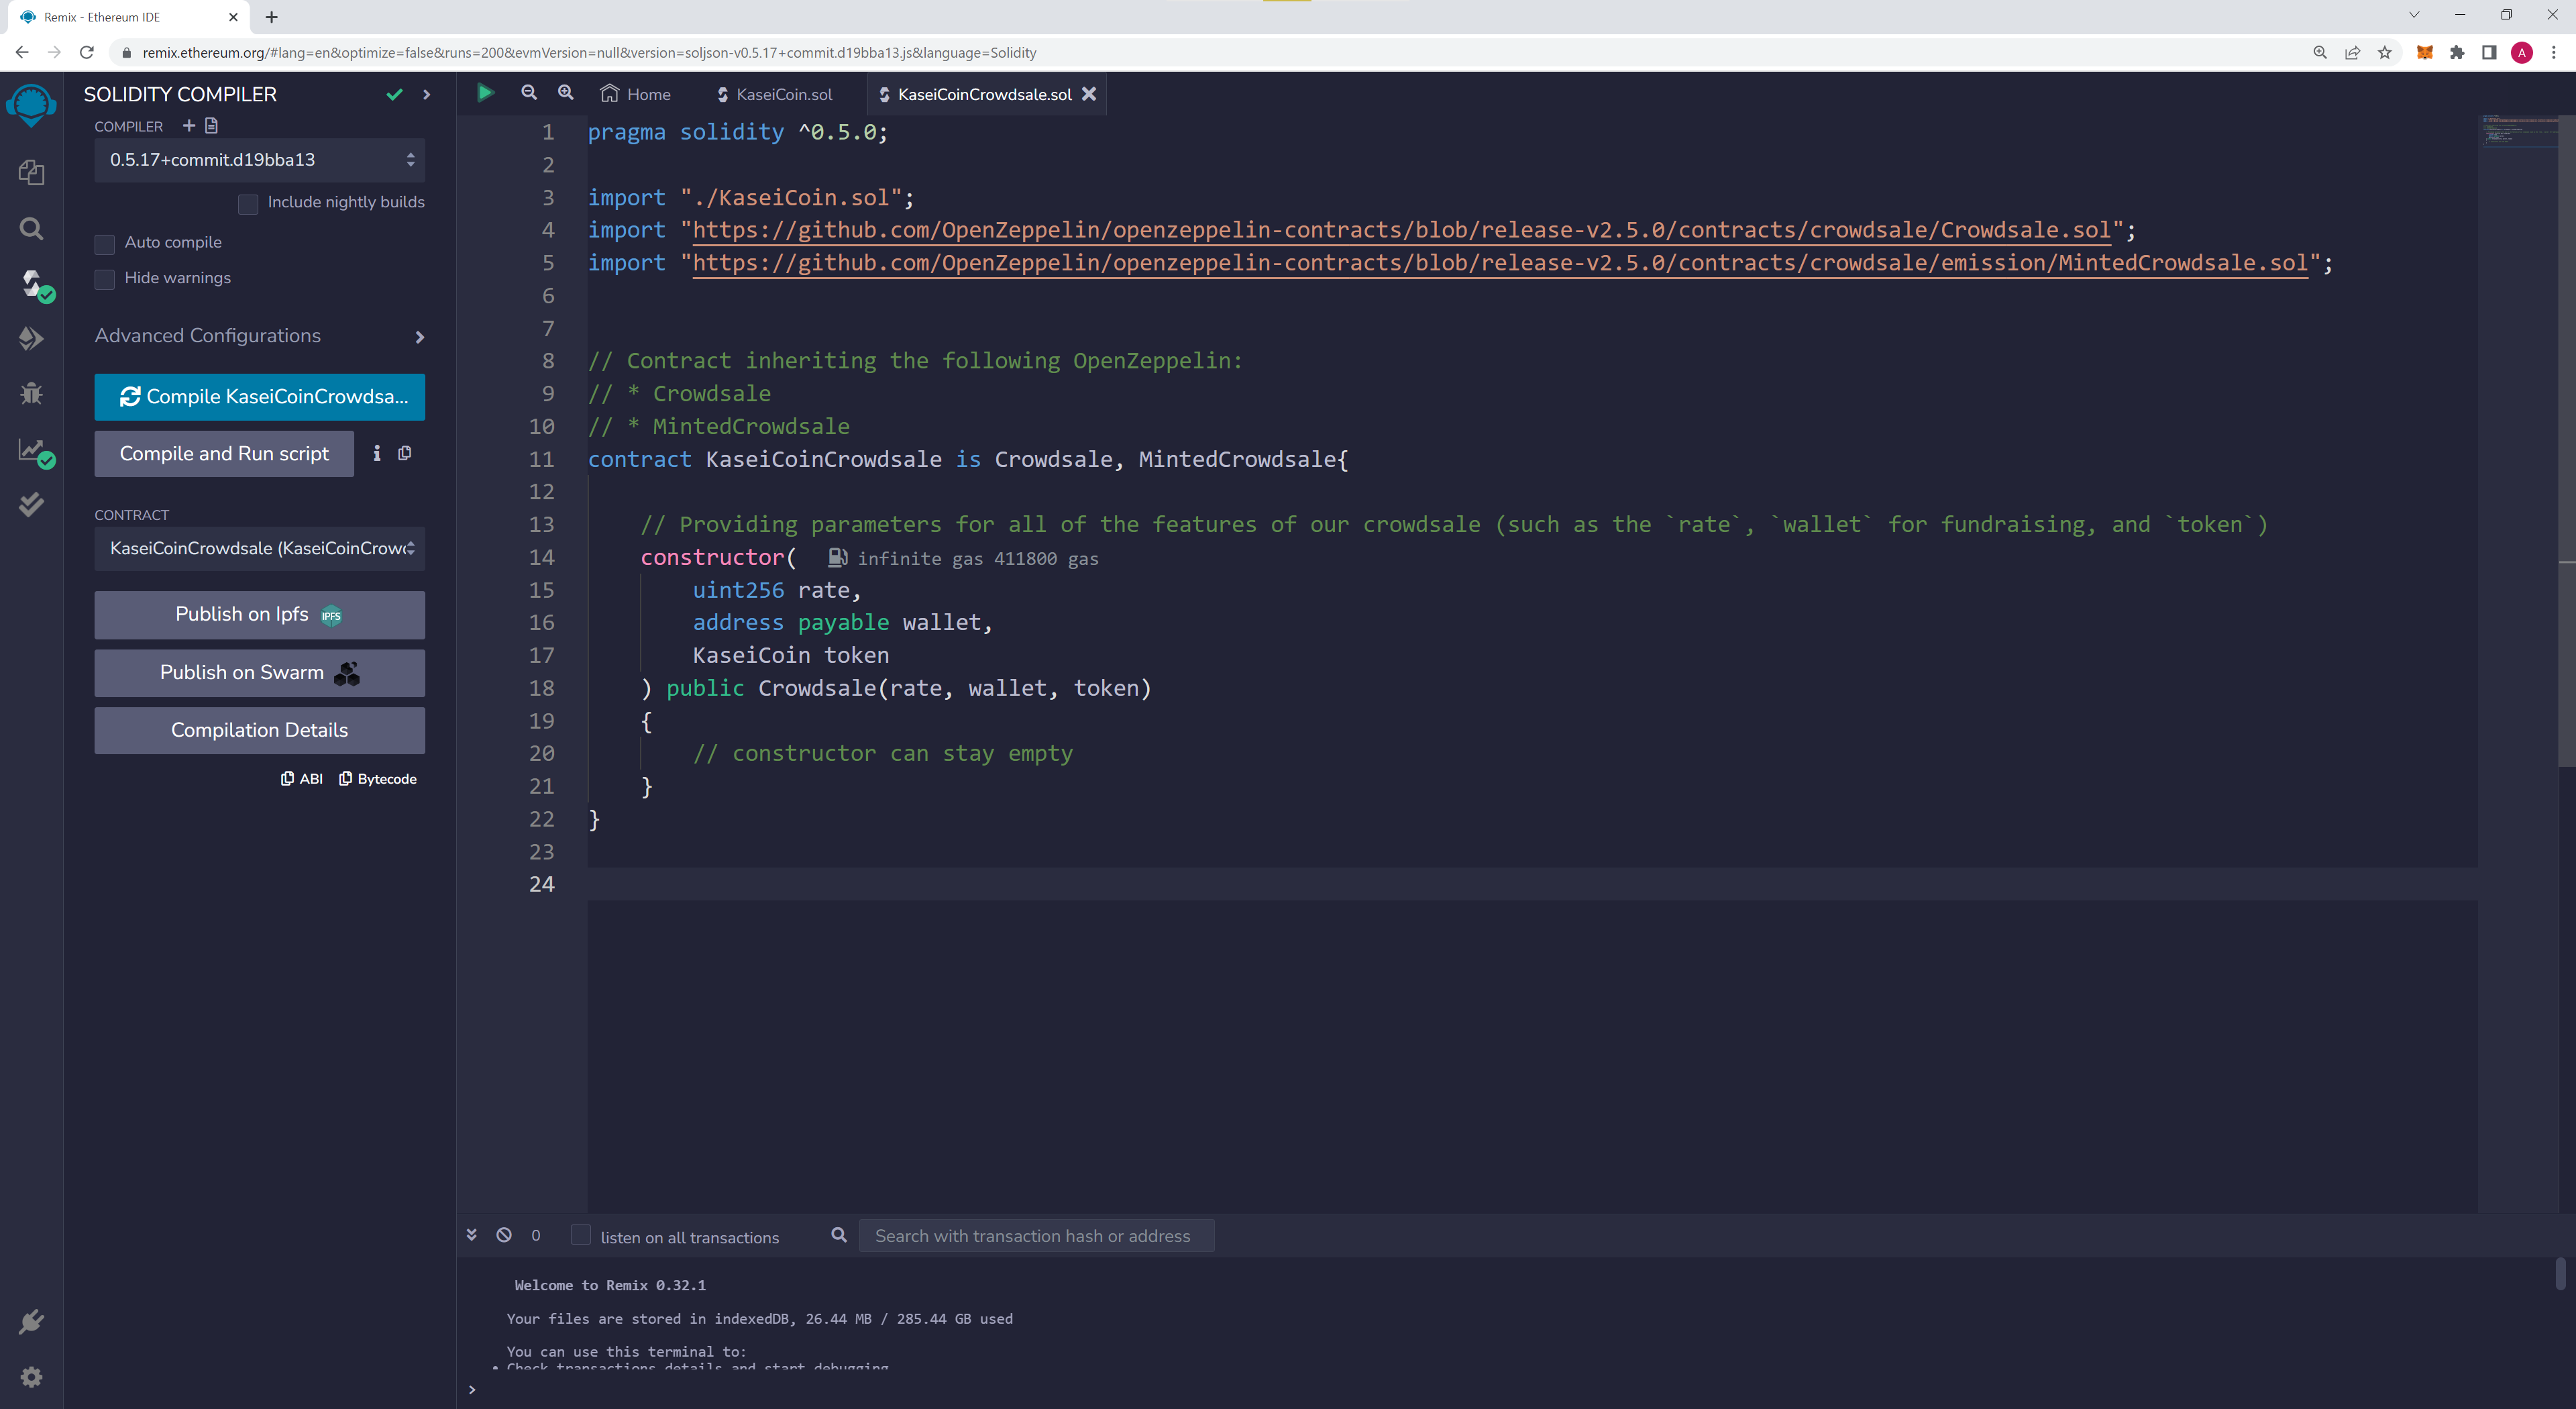 Remix - Ethereum IDE
remix.ethereum.org/#lang=en&optimize=false&runs=200&evmVersion=null&version=soljson-v0.5.17+commit.d19bba13.js&language=Solidity
A
SOLIDITY COMPILER
COMPILER
0.5.17+commit.d19bba13
Include nightly builds
Auto compile
Hide warnings
Advanced Configurations
Compile KaseiCoinCrowdsa...
Compile and Run script
CONTRACT
KaseiCoinCrowdsale (KaseiCoinCrow
Publish on Ipfs IPFS
Publish on Swarm
Compilation Details
ABI Bytecode
Home KaseiCoin.sol KaseiCoinCrowdsale.sol
1 pragma solidity ^0.5.0;
2
3 import "./KaseiCoin.sol";
4 import "https://github.com/OpenZeppelin/openzeppelin-contracts/blob/release-v2.5.0/contracts/crowdsale/Crowdsale.sol";
5 import "https://github.com/OpenZeppelin/openzeppelin-contracts/blob/release-v2.5.0/contracts/crowdsale/emission/MintedCrowdsale.sol";
6
7
8 // Contract inheriting the following OpenZeppelin:
9 // * Crowdsale
10 // * MintedCrowdsale
11 contract KaseiCoinCrowdsale is Crowdsale, MintedCrowdsale{
12
13 // Providing parameters for all of the features of our crowdsale (such as the `rate`, `wallet` for fundraising, and `token`)
14 constructor( infinite gas 411800 gas
15 uint256 rate,
16 address payable wallet,
17 KaseiCoin token
18 ) public Crowdsale(rate, wallet, token)
19 {
20 // constructor can stay empty
21 }
22 }
23
24
0 listen on all transactions Search with transaction hash or address
Welcome to Remix 0.32.1
Your files are stored in indexedDB, 26.44 MB / 285.44 GB used
You can use this terminal to:
• Check transactions details and start debugging
>